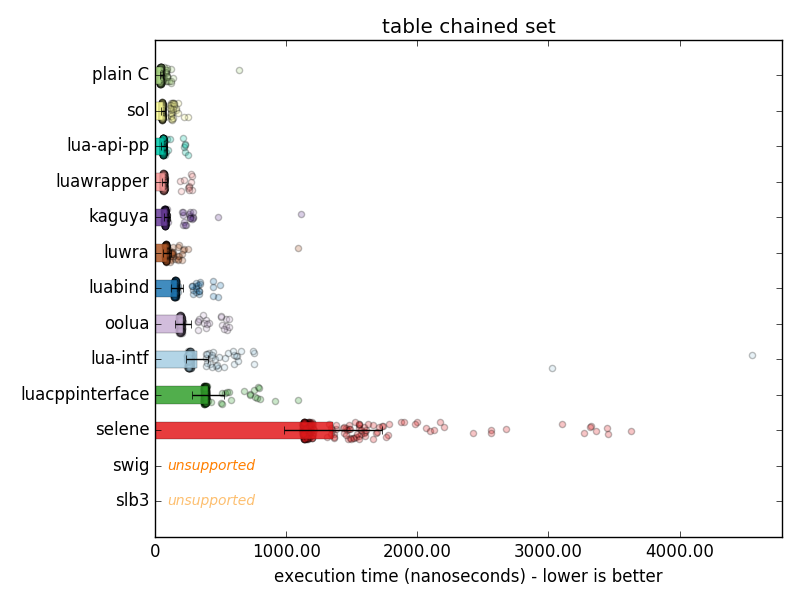 table chained set
plain C
sol
lua-api-pp
luawrapper
kaguya
luwra
luabind
oolua
lua-intf
luacppinterface
selene
swig unsupported
slb3 unsupported
0 1000.00 2000.00 3000.00 4000.00
execution time (nanoseconds) - lower is better